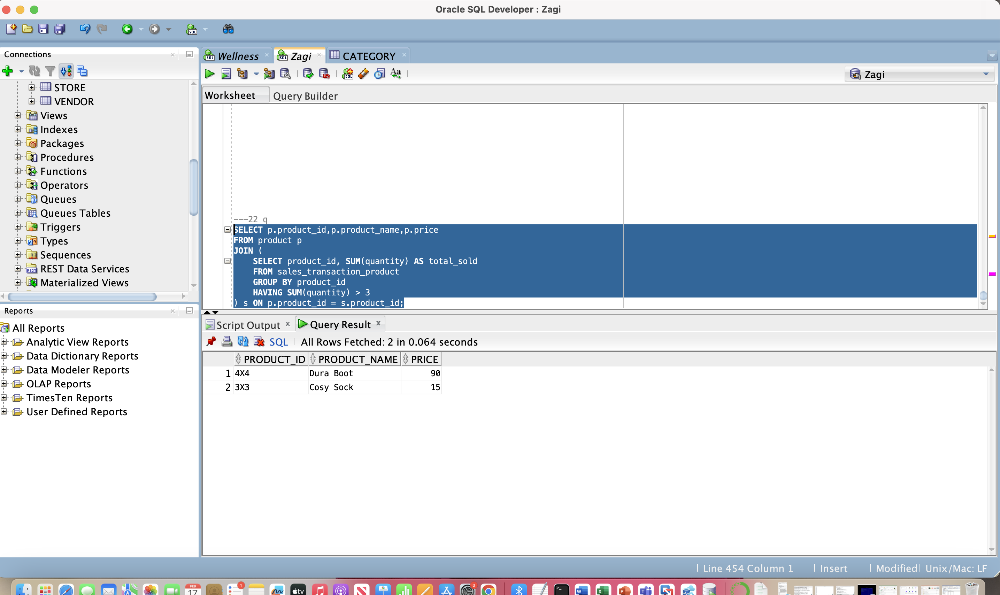 Oracle SQL Developer : Zagi
Connections
STORE
VENDOR
Views
Indexes
Packages
Procedures
Functions
Operators
Queues
Queues Tables
Triggers
Types
Sequences
REST Data Services
Materialized Views
Reports
All Reports
Analytic View Reports
Data Dictionary Reports
Data Modeler Reports
OLAP Reports
TimesTen Reports
User Defined Reports
Wellness
Zagi
CATEGORY
Zagi
Worksheet
Query Builder
---22 q
SELECT p.product_id,p.product_name,p.price
FROM product p
JOIN (
SELECT product_id, SUM(quantity) AS total_sold
FROM sales_transaction_product
GROUP BY product_id
HAVING SUM(quantity) > 3
) s ON p.product_id = s.product_id;
Script Output
Query Result
SQL
All Rows Fetched: 2 in 0.064 seconds
PRODUCT_ID PRODUCT_NAME PRICE
1 4X4 Dura Boot 90
2 3X3 Cosy Sock 15
Line 454 Column 1
Insert
Modified
Unix/Mac: LF
FEB
17
1
tv
3